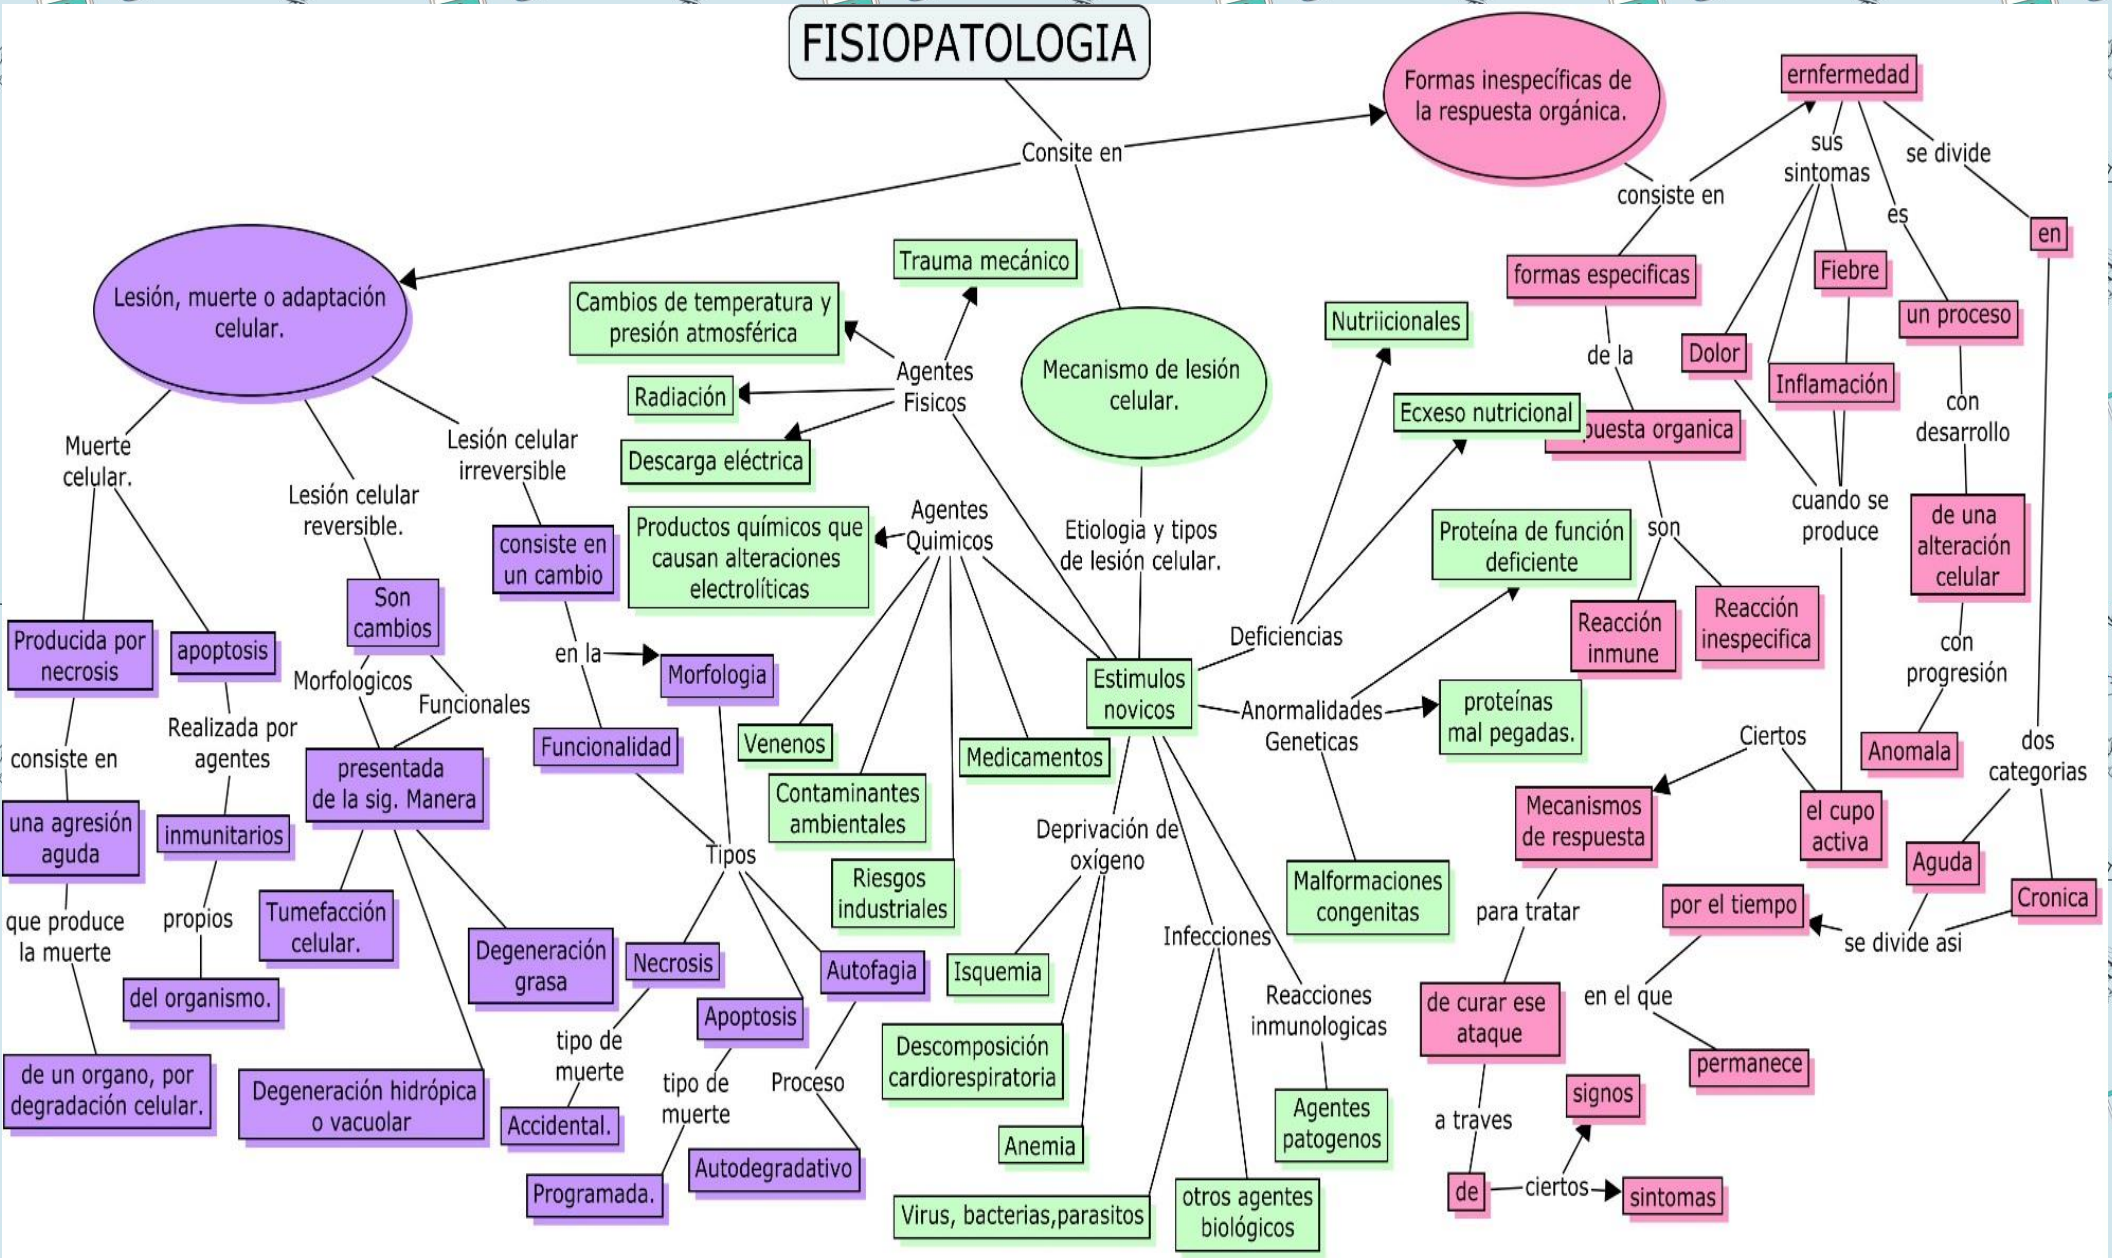 FISIOPATOLOGIA
Consite en
Lesión, muerte o adaptación
celular.
Muerte
celular.
Producida por
necrosis
consiste en
una agresión
aguda
que produce
la muerte
de un organo, por
degradación celular.
apoptosis
Realizada por
agentes
inmunitarios
propios
del organismo.
Lesión celular
reversible.
Son
cambios
Morfologicos
Funcionales
presentada
de la sig. Manera
Tumefacción
celular.
Degeneración hidrópica
o vacuolar
Degeneración
grasa
Lesión celular
irreversible
consiste en
un cambio
en la
Morfologia
Funcionalidad
Tipos
Necrosis
tipo de
muerte
Accidental.
Apoptosis
tipo de
muerte
Programada.
Autofagia
Proceso
Autodegradativo
Mecanismo de lesión
celular.
Etiologia y tipos
de lesión celular.
Estimulos
novicos
Agentes
Fisicos
Trauma mecánico
Cambios de temperatura y
presión atmosférica
Radiación
Descarga eléctrica
Agentes
Quimicos
Productos químicos que
causan alteraciones
electrolíticas
Venenos
Contaminantes
ambientales
Riesgos
industriales
Medicamentos
Deprivación de
oxígeno
Isquemia
Descomposición
cardiorespiratoria
Anemia
Infecciones
Virus, bacterias,parasitos
otros agentes
biológicos
Reacciones
inmunologicas
Agentes
patogenos
Anormalidades
Geneticas
Proteína de función
deficiente
proteínas
mal pegadas.
Malformaciones
congenitas
Deficiencias
Nutriicionales
Ecxeso nutricional
Formas inespecíficas de
la respuesta orgánica.
consiste en
formas especificas
de la
puesta organica
son
Reacción
inmune
Reacción
inespecifica
ernfermedad
sus
sintomas
Dolor
Inflamación
Fiebre
cuando se
produce
el cupo
activa
Ciertos
Mecanismos
de respuesta
para tratar
de curar ese
ataque
a traves
de
ciertos
signos
sintomas
es
un proceso
con
desarrollo
de una
alteración
celular
con
progresión
Anomala
se divide
en
dos
categorias
Aguda
Cronica
se divide asi
por el tiempo
en el que
permanece